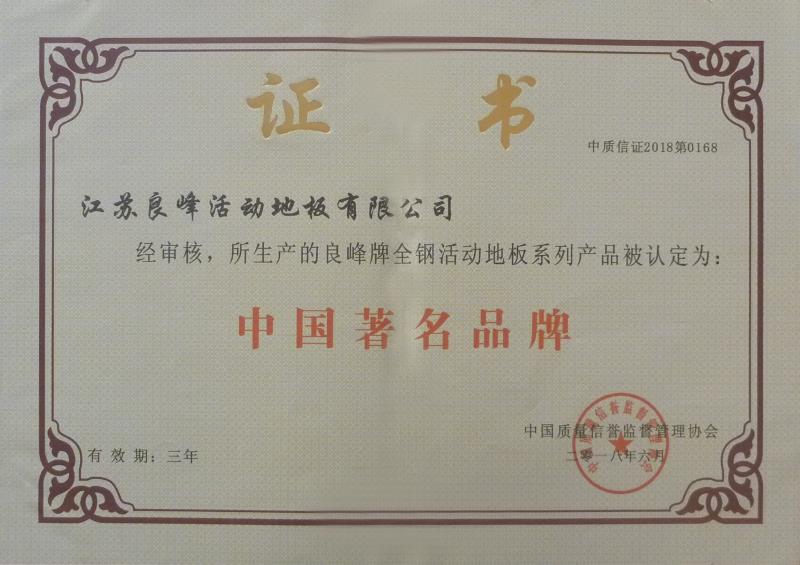 证书
中质信证2018第0168
江苏良峰活动地板有限公司
经审核，所生产的良峰牌全钢活动地板系列产品被认定为：
中国著名品牌
中国质量信誉监督管理协会
有效期：三年
二〇一八年六月